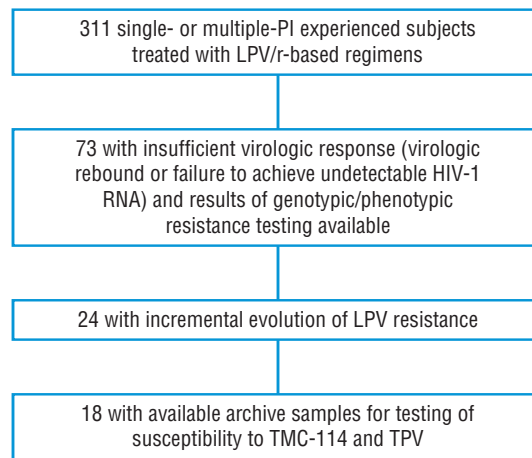 311 single- or multiple-PI experienced subjects
treated with LPV/r-based regimens
73 with insufficient virologic response (virologic
rebound or failure to achieve undetectable HIV-1
RNA) and results of genotypic/phenotypic
resistance testing available
24 with incremental evolution of LPV resistance
18 with available archive samples for testing of
susceptibility to TMC-114 and TPV